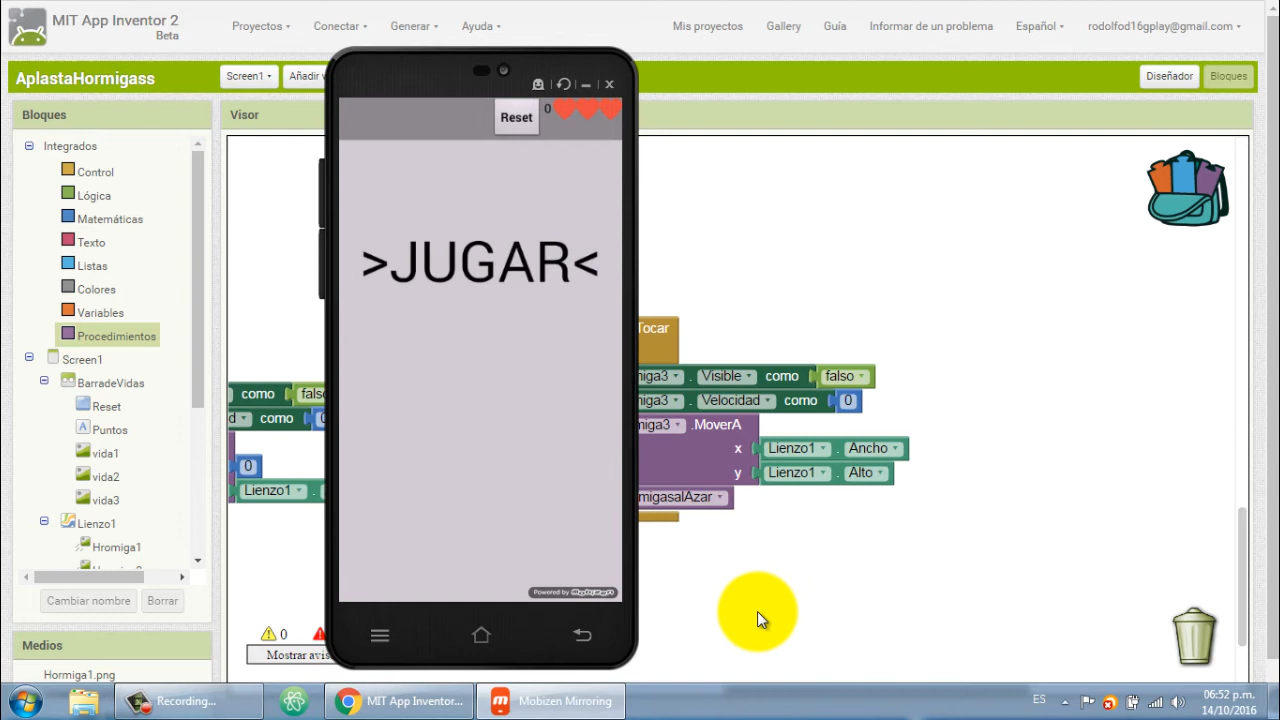 MIT App Inventor 2
Beta
Proyectos
Conectar
Generar
Ayuda
Mis proyectos
Gallery
Guía
Informar de un problema
Español
rodolfod16gplay@gmail.com
AplastaHormigass
Screen1
Añadir
Diseñador
Bloques
Bloques
Visor
Integrados
Control
Lógica
Matemáticas
Texto
Listas
Colores
Variables
Procedimientos
Screen1
BarradeVidas
Reset
Puntos
vida1
vida2
vida3
Lienzo1
Hromiga1
Cambiar nombre
Borrar
Medios
Hormiga1.png
como
como
0
Lienzo1 .
0
Mostrar avis
Reset
0
>JUGAR<
Powered by Mobizen
Tocar
miga3 . Visible como falso
miga3 . Velocidad como 0
miga3 .MoverA
x Lienzo1 . Ancho
y Lienzo1 . Alto
migasalAzar
Recording...
MIT App Inventor...
Mobizen Mirroring
ES
06:52 p.m.
14/10/2016